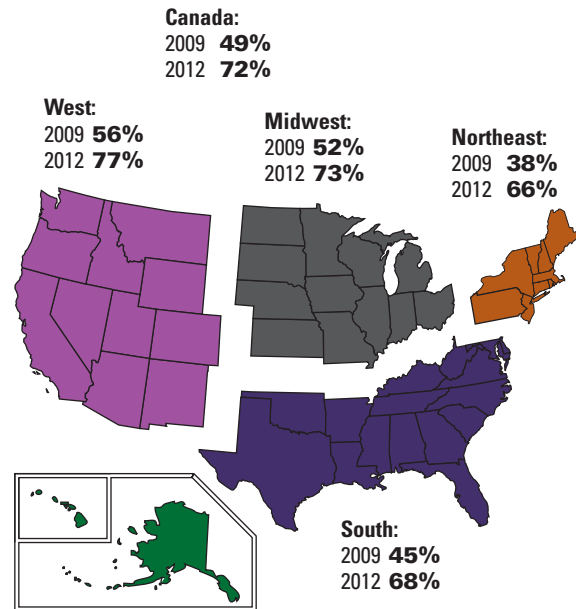 Canada:
2009 49%
2012 72%
West:
2009 56%
2012 77%
Midwest:
2009 52%
2012 73%
Northeast:
2009 38%
2012 66%
South:
2009 45%
2012 68%